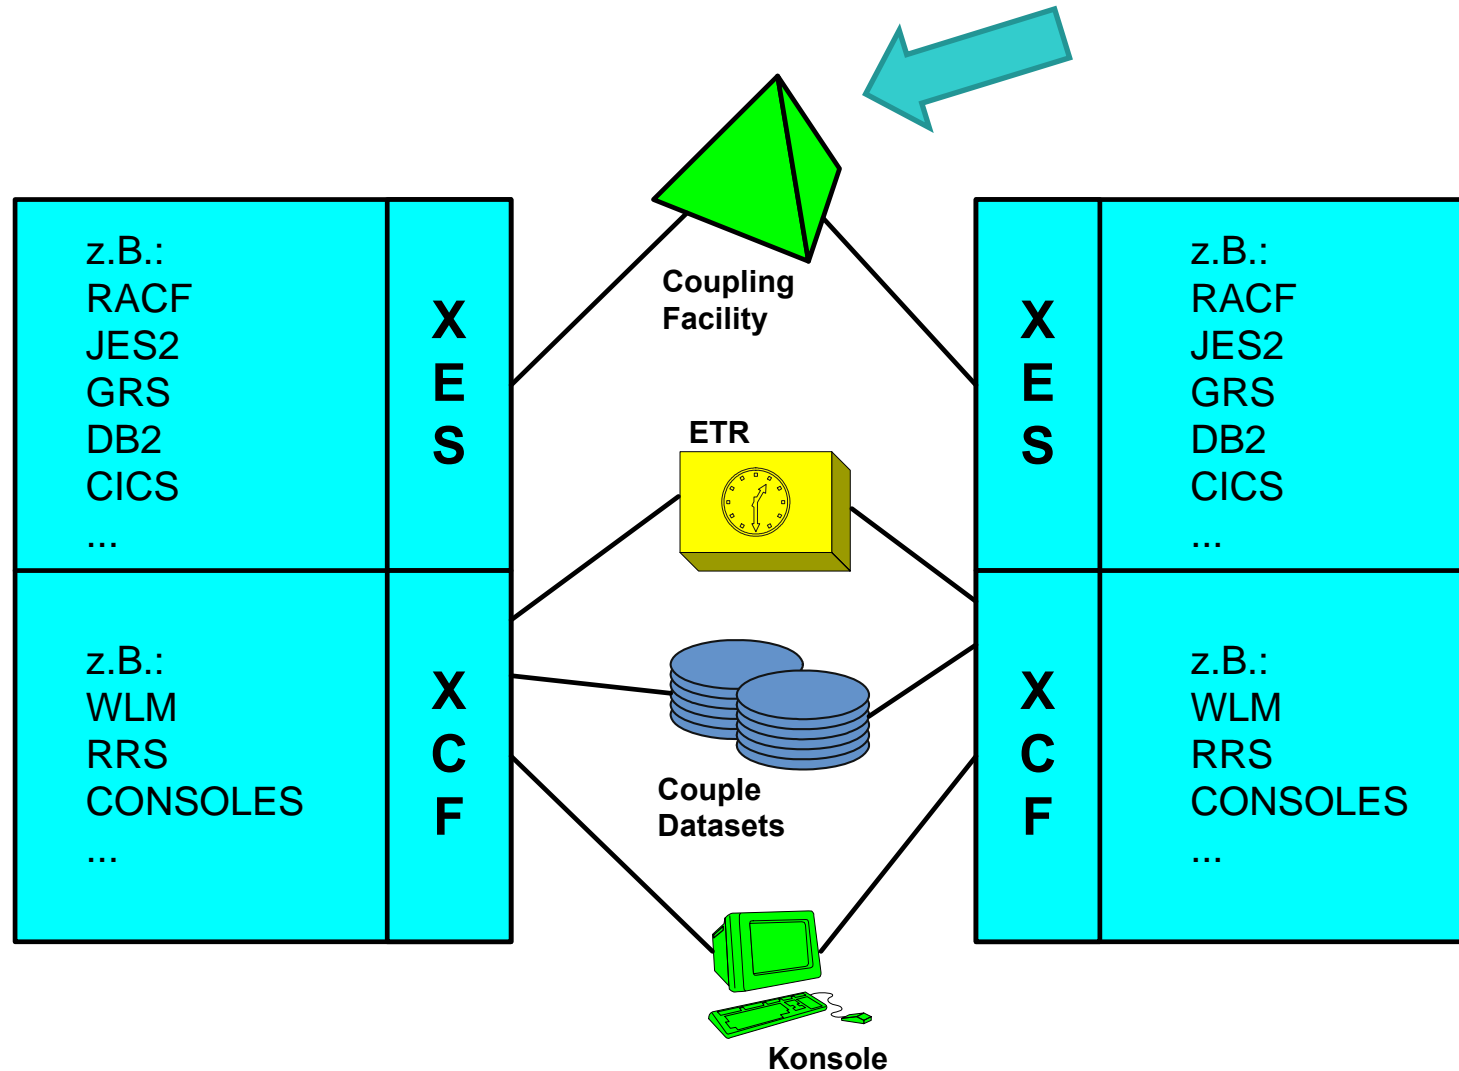 z.B.:
RACF
JES2
GRS
DB2
CICS
...
X
E
S
z.B.:
WLM
RRS
CONSOLES
...
X
C
F
Coupling
Facility
ETR
Couple
Datasets
Konsole
X
E
S
z.B.:
RACF
JES2
GRS
DB2
CICS
...
X
C
F
z.B.:
WLM
RRS
CONSOLES
...